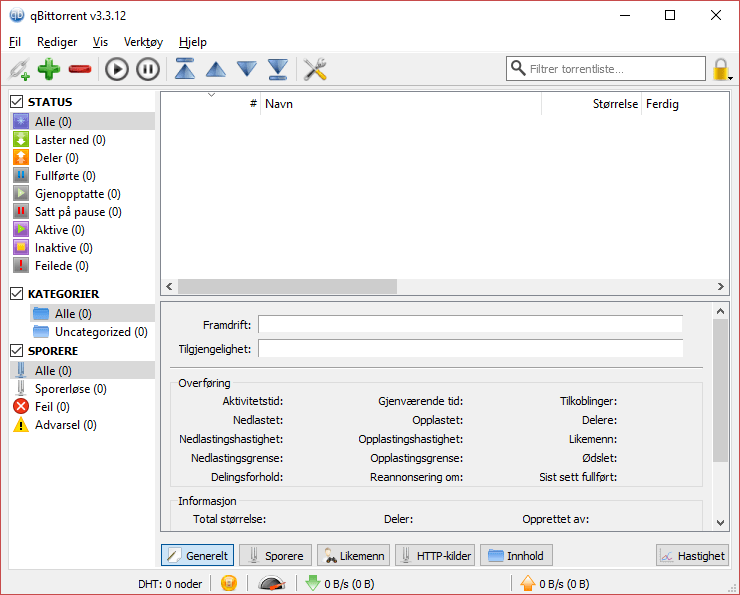 qBittorrent v3.3.12
Fil Rediger Vis Verktøy Hjelp
Filtrer torrentliste...
STATUS
# Navn Størrelse Ferdig
Alle (0)
Laster ned (0)
Deler (0)
Fullførte (0)
Gjenopptatte (0)
Satt på pause (0)
Aktive (0)
Inaktive (0)
Feilede (0)
KATEGORIER
Alle (0)
Uncategorized (0)
SPORERE
Alle (0)
Sporerløse (0)
Feil (0)
Advarsel (0)
Framdrift:
Tilgjengelighet:
Overføring
Aktivitetstid: Gjenværende tid: Tilkoblinger:
Nedlastet: Opplastet: Delere:
Nedlastingshastighet: Opplastingshastighet: Likemenn:
Nedlastingsgrense: Opplastingsgrense: Ødslet:
Delingsforhold: Reannonsering om: Sist sett fullført:
Informasjon
Total størrelse: Deler: Opprettet av:
Generelt Sporere Likemenn HTTP-kilder Innhold Hastighet
DHT: 0 noder 0 B/s (0 B) 0 B/s (0 B)